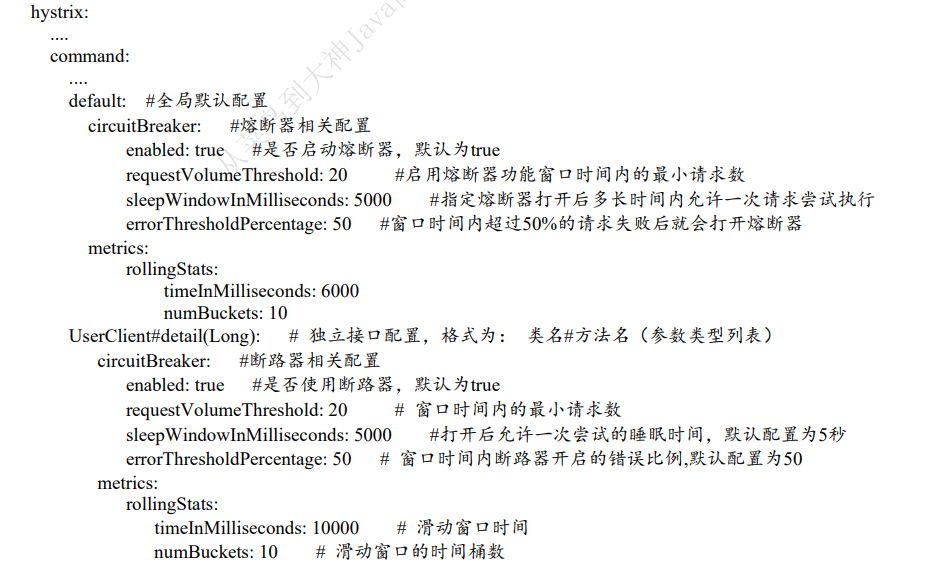 hystrix:
....
command:
....
default: #全局默认配置
circuitBreaker: #熔断器相关配置
enabled: true #是否启动熔断器，默认为true
requestVolumeThreshold: 20 #启用熔断器功能窗口时间内的最小请求数
sleepWindowInMilliseconds: 5000 #指定熔断器打开后多长时间内允许一次请求尝试执行
errorThresholdPercentage: 50 #窗口时间内超过50%的请求失败后就会打开熔断器
metrics:
rollingStats:
timeInMilliseconds: 6000
numBuckets: 10
UserClient#detail(Long): # 独立接口配置，格式为： 类名#方法名（参数类型列表）
circuitBreaker: #断路器相关配置
enabled: true #是否使用断路器，默认为true
requestVolumeThreshold: 20 # 窗口时间内的最小请求数
sleepWindowInMilliseconds: 5000 #打开后允许一次尝试的睡眠时间，默认配置为5秒
errorThresholdPercentage: 50 # 窗口时间内断路器开启的错误比例,默认配置为50
metrics:
rollingStats:
timeInMilliseconds: 10000 # 滑动窗口时间
numBuckets: 10 # 滑动窗口的时间桶数
到大神Java